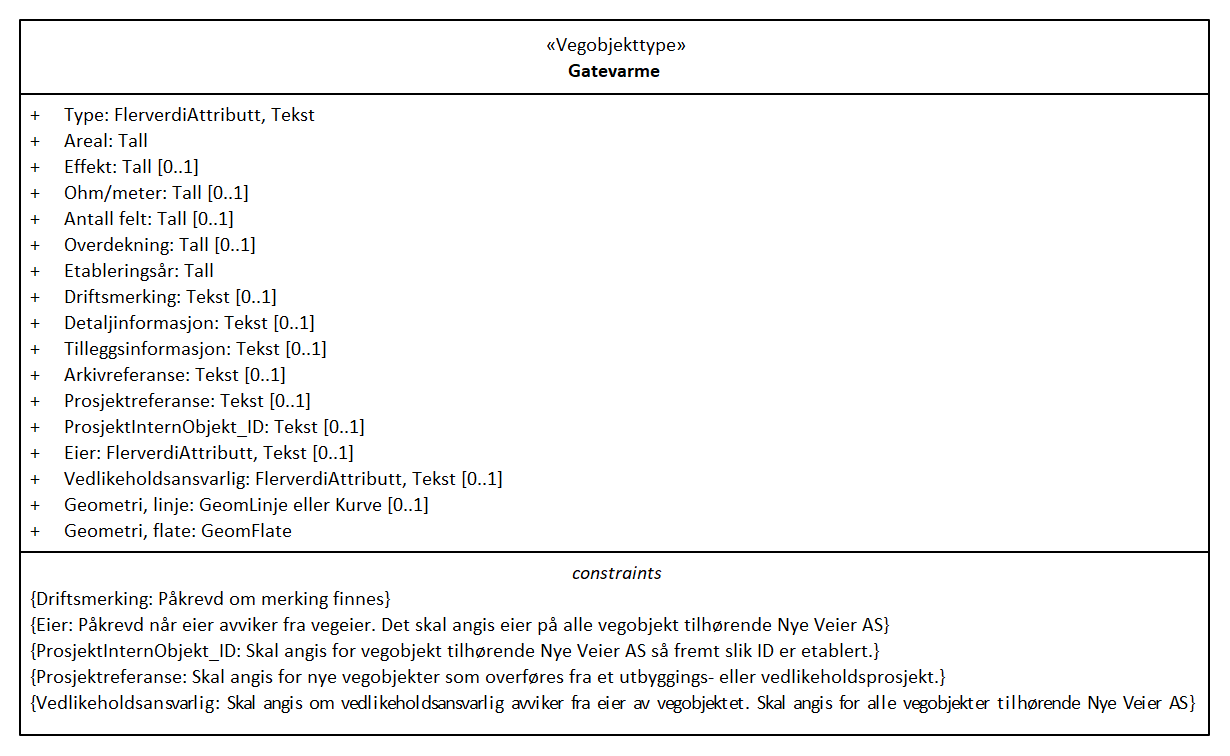 «Vegobjekttype»
Gatevarme
+ Type: FlerverdiAttributt, Tekst
+ Areal: Tall
+ Effekt: Tall [0..1]
+ Ohm/meter: Tall [0..1]
+ Antall felt: Tall [0..1]
+ Overdekning: Tall [0..1]
+ Etableringsår: Tall
+ Driftsmerking: Tekst [0..1]
+ Detaljinformasjon: Tekst [0..1]
+ Tilleggsinformasjon: Tekst [0..1]
+ Arkivreferanse: Tekst [0..1]
+ Prosjektreferanse: Tekst [0..1]
+ ProsjektInternObjekt_ID: Tekst [0..1]
+ Eier: FlerverdiAttributt, Tekst [0..1]
+ Vedlikeholdsansvarlig: FlerverdiAttributt, Tekst [0..1]
+ Geometri, linje: GeomLinje eller Kurve [0..1]
+ Geometri, flate: GeomFlate
constraints
{Driftsmerking: Påkrevd om merking finnes}
{Eier: Påkrevd når eier avviker fra vegeier. Det skal angis eier på alle vegobjekt tilhørende Nye Veier AS}
{ProsjektInternObjekt_ID: Skal angis for vegobjekt tilhørende Nye Veier AS så fremt slik ID er etablert.}
{Prosjektreferanse: Skal angis for nye vegobjekter som overføres fra et utbyggings- eller vedlikeholdsprosjekt.}
{Vedlikeholdsansvarlig: Skal angis om vedlikeholdsansvarlig avviker fra eier av vegobjektet. Skal angis for alle vegobjekter tilhørende Nye Veier AS}